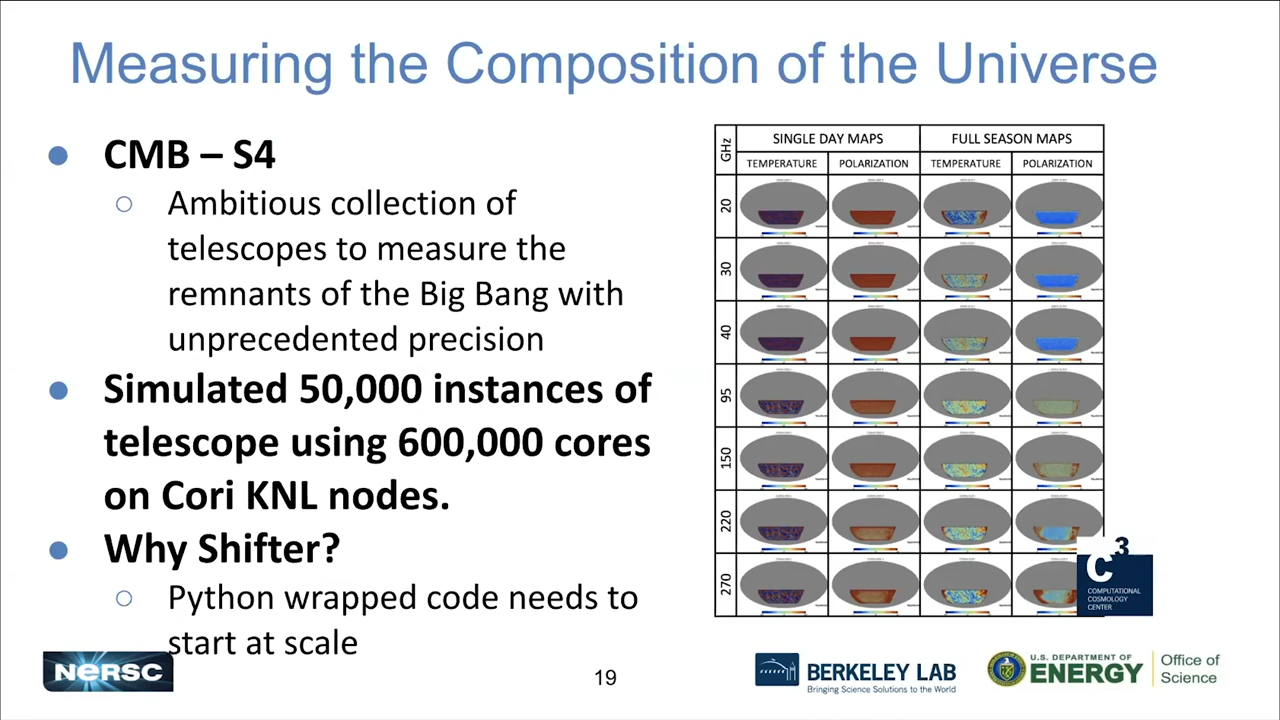 Measuring the Composition of the Universe
CMB – S4
Ambitious collection of
telescopes to measure the
remnants of the Big Bang with
unprecedented precision
Simulated 50,000 instances of
telescope using 600,000 cores
on Cori KNL nodes.
Why Shifter?
Python wrapped code needs to
start at scale
GHz
SINGLE DAY MAPS
FULL SEASON MAPS
TEMPERATURE
POLARIZATION
TEMPERATURE
POLARIZATION
20
30
40
95
150
220
270
C3
COMPUTATIONAL
COSMOLOGY
CENTER
NERSC
19
BERKELEY LAB
Bringing Science Solutions to the World
U.S. DEPARTMENT OF
ENERGY
Office of
Science